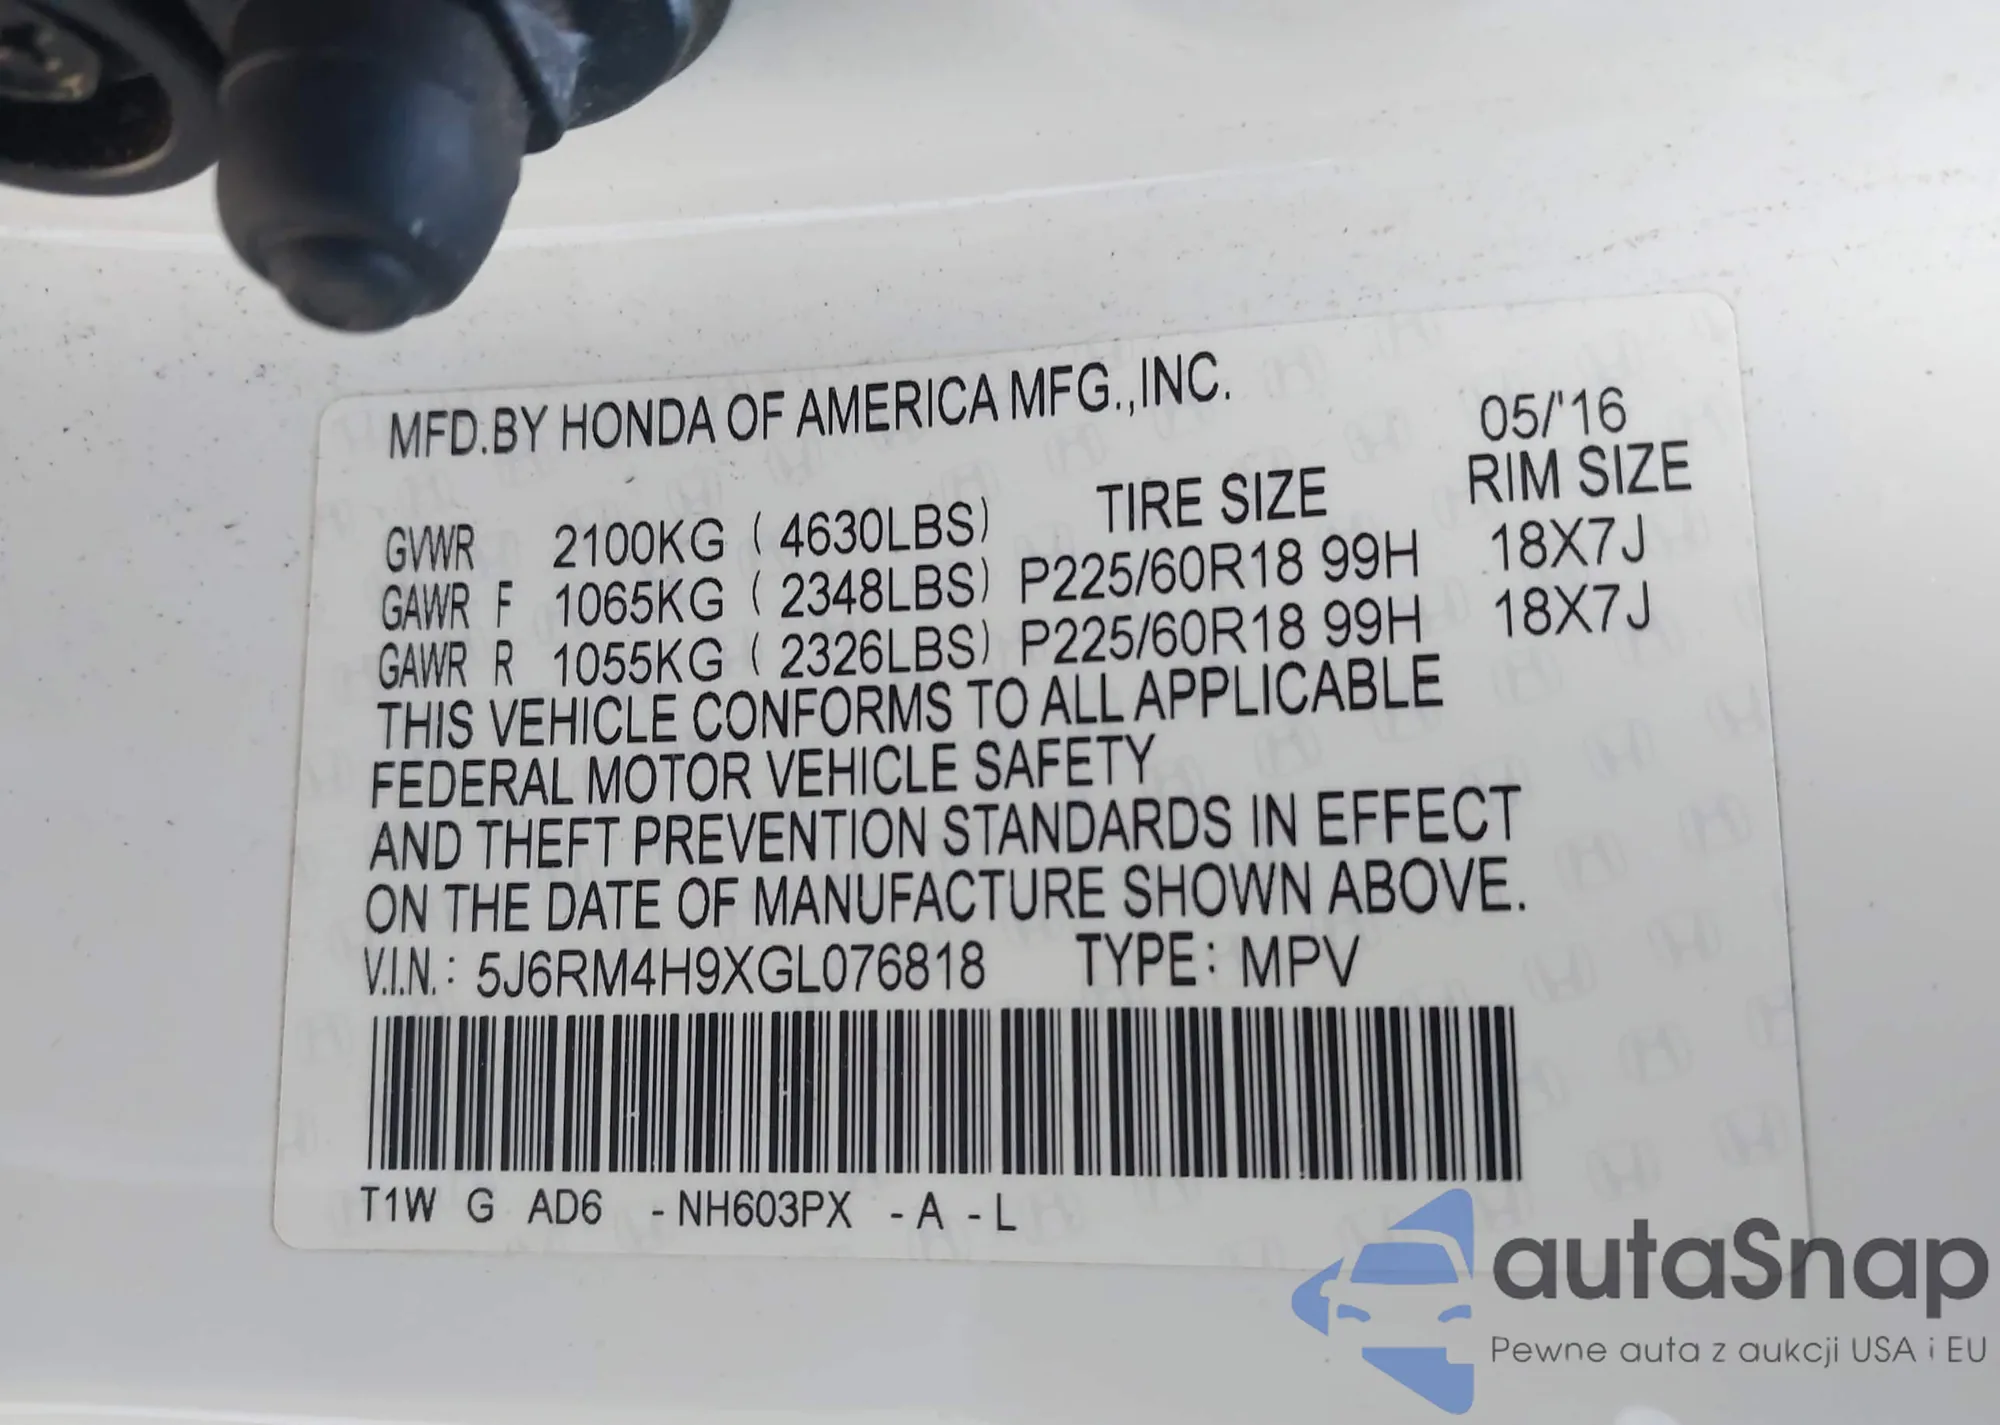 MFD.BY HONDA OF AMERICA MFG.,INC. 05/'16
TIRE SIZE RIM SIZE
GVWR 2100KG (4630LBS)
GAWR F 1065KG (2348LBS) P225/60R18 99H 18X7J
GAWR R 1055KG (2326LBS) P225/60R18 99H 18X7J
THIS VEHICLE CONFORMS TO ALL APPLICABLE
FEDERAL MOTOR VEHICLE SAFETY
AND THEFT PREVENTION STANDARDS IN EFFECT
ON THE DATE OF MANUFACTURE SHOWN ABOVE.
V.I.N.: 5J6RM4H9XGL076818 TYPE: MPV
T1W G AD6 -NH603PX -A -L
autaSnap
Pewne auta z aukcji USA i EU